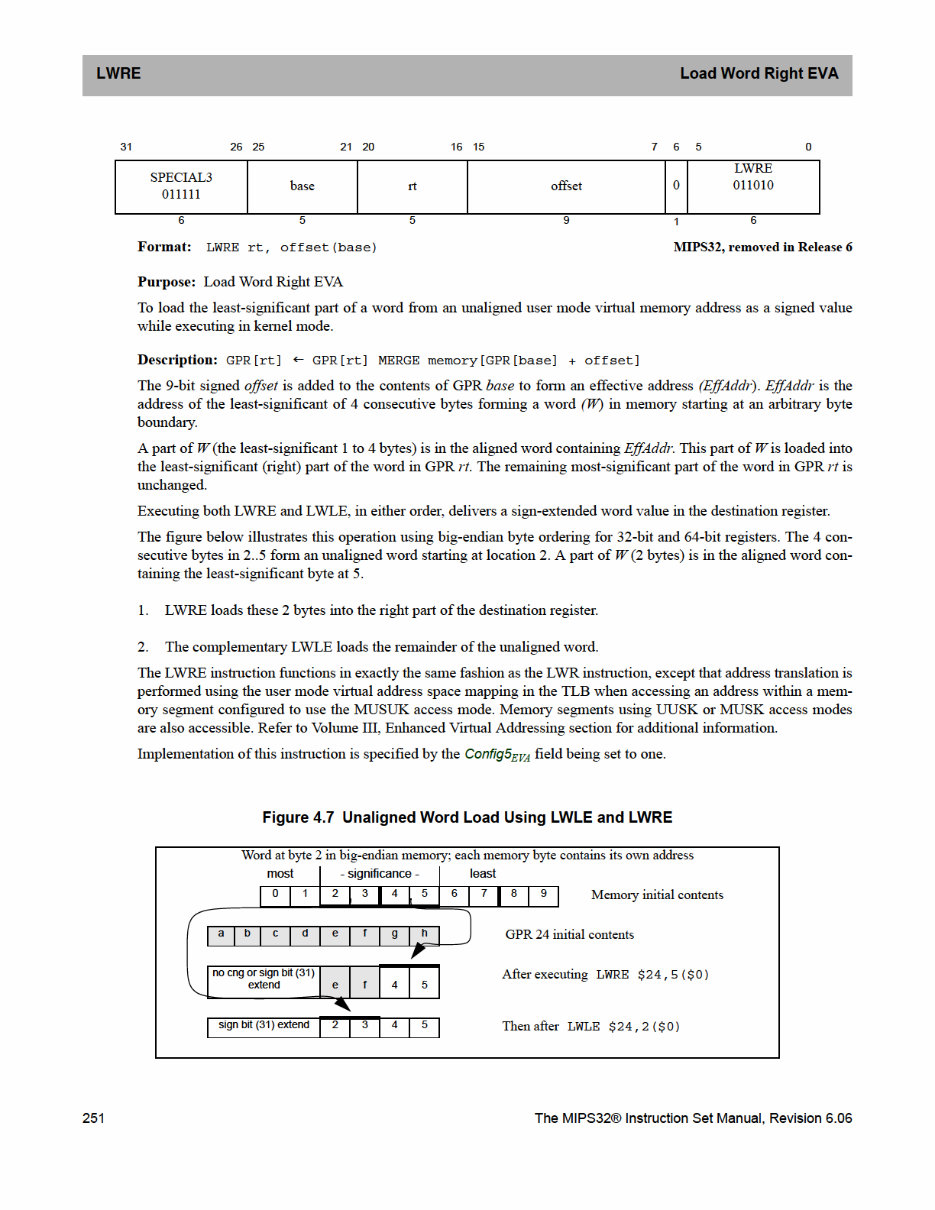 LWRE Load Word Right EVA
31 26 25 21 20 16 15 7 6 5 0
SPECIAL3
011111
base
rt
offset
0
LWRE
011010
6 5 5 9 1 6
Format: LWRE rt, offset(base) MIPS32, removed in Release 6
Purpose: Load Word Right EVA
To load the least-significant part of a word from an unaligned user mode virtual memory address as a signed value
while executing in kernel mode.
Description: GPR[rt] ← GPR[rt] MERGE memory[GPR[base] + offset]
The 9-bit signed offset is added to the contents of GPR base to form an effective address (EffAddr). EffAddr is the
address of the least-significant of 4 consecutive bytes forming a word (W) in memory starting at an arbitrary byte
boundary.
A part of W (the least-significant 1 to 4 bytes) is in the aligned word containing EffAddr. This part of W is loaded into
the least-significant (right) part of the word in GPR rt. The remaining most-significant part of the word in GPR rt is
unchanged.
Executing both LWRE and LWLE, in either order, delivers a sign-extended word value in the destination register.
The figure below illustrates this operation using big-endian byte ordering for 32-bit and 64-bit registers. The 4 con-
secutive bytes in 2..5 form an unaligned word starting at location 2. A part of W (2 bytes) is in the aligned word con-
taining the least-significant byte at 5.
1. LWRE loads these 2 bytes into the right part of the destination register.
2. The complementary LWLE loads the remainder of the unaligned word.
The LWRE instruction functions in exactly the same fashion as the LWR instruction, except that address translation is
performed using the user mode virtual address space mapping in the TLB when accessing an address within a mem-
ory segment configured to use the MUSUK access mode. Memory segments using UUSK or MUSK access modes
are also accessible. Refer to Volume III, Enhanced Virtual Addressing section for additional information.
Implementation of this instruction is specified by the Config5EVA field being set to one.
Figure 4.7 Unaligned Word Load Using LWLE and LWRE
Word at byte 2 in big-endian memory; each memory byte contains its own address
most - significance - least
0 1 2 3 4 5 6 7 8 9 Memory initial contents
a b c d e f g h GPR 24 initial contents
no cng or sign bit (31)
extend
e f 4 5 After executing LWRE $24,5($0)
sign bit (31) extend 2 3 4 5 Then after LWLE $24,2($0)
251 The MIPS32® Instruction Set Manual, Revision 6.06